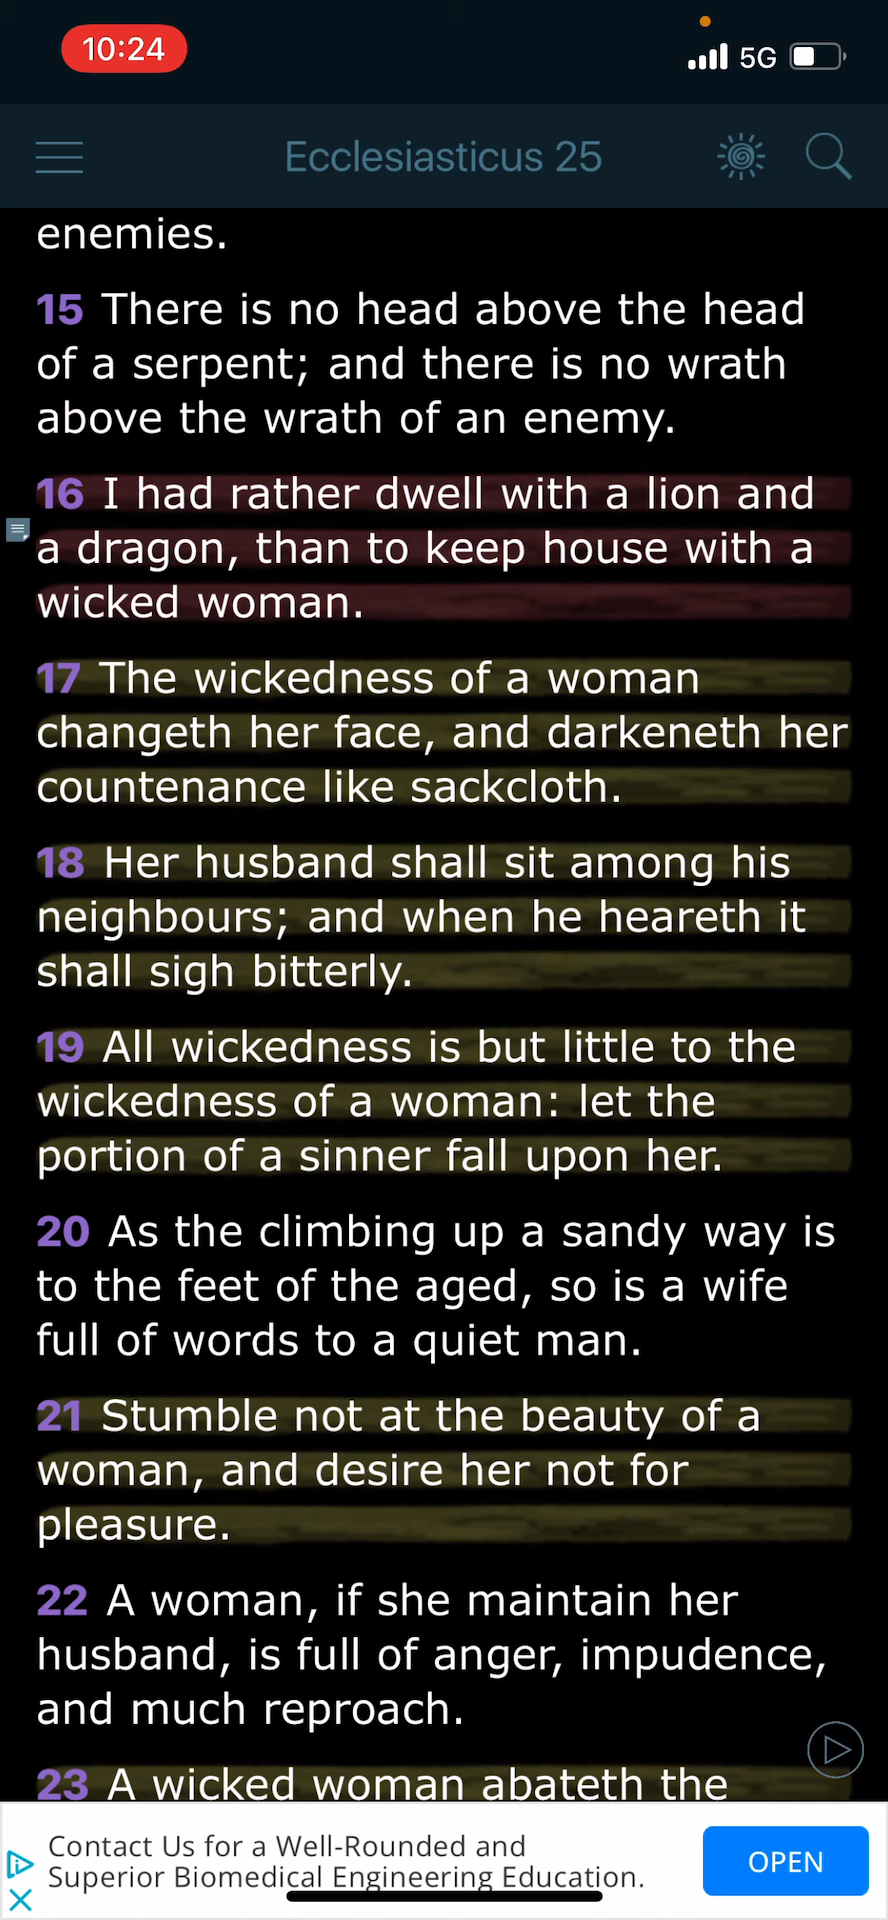 10:24
5G
Ecclesiasticus 25
enemies.
15 There is no head above the head
of a serpent; and there is no wrath
above the wrath of an enemy.
16 I had rather dwell with a lion and
a dragon, than to keep house with a
wicked woman.
17 The wickedness of a woman
changeth her face, and darkeneth her
countenance like sackcloth.
18 Her husband shall sit among his
neighbours; and when he heareth it
shall sigh bitterly.
19 All wickedness is but little to the
wickedness of a woman: let the
portion of a sinner fall upon her.
20 As the climbing up a sandy way is
to the feet of the aged, so is a wife
full of words to a quiet man.
21 Stumble not at the beauty of a
woman, and desire her not for
pleasure.
22 A woman, if she maintain her
husband, is full of anger, impudence,
and much reproach.
23 A wicked woman abateth the
Contact Us for a Well-Rounded and
Superior Biomedical Engineering Education.
OPEN